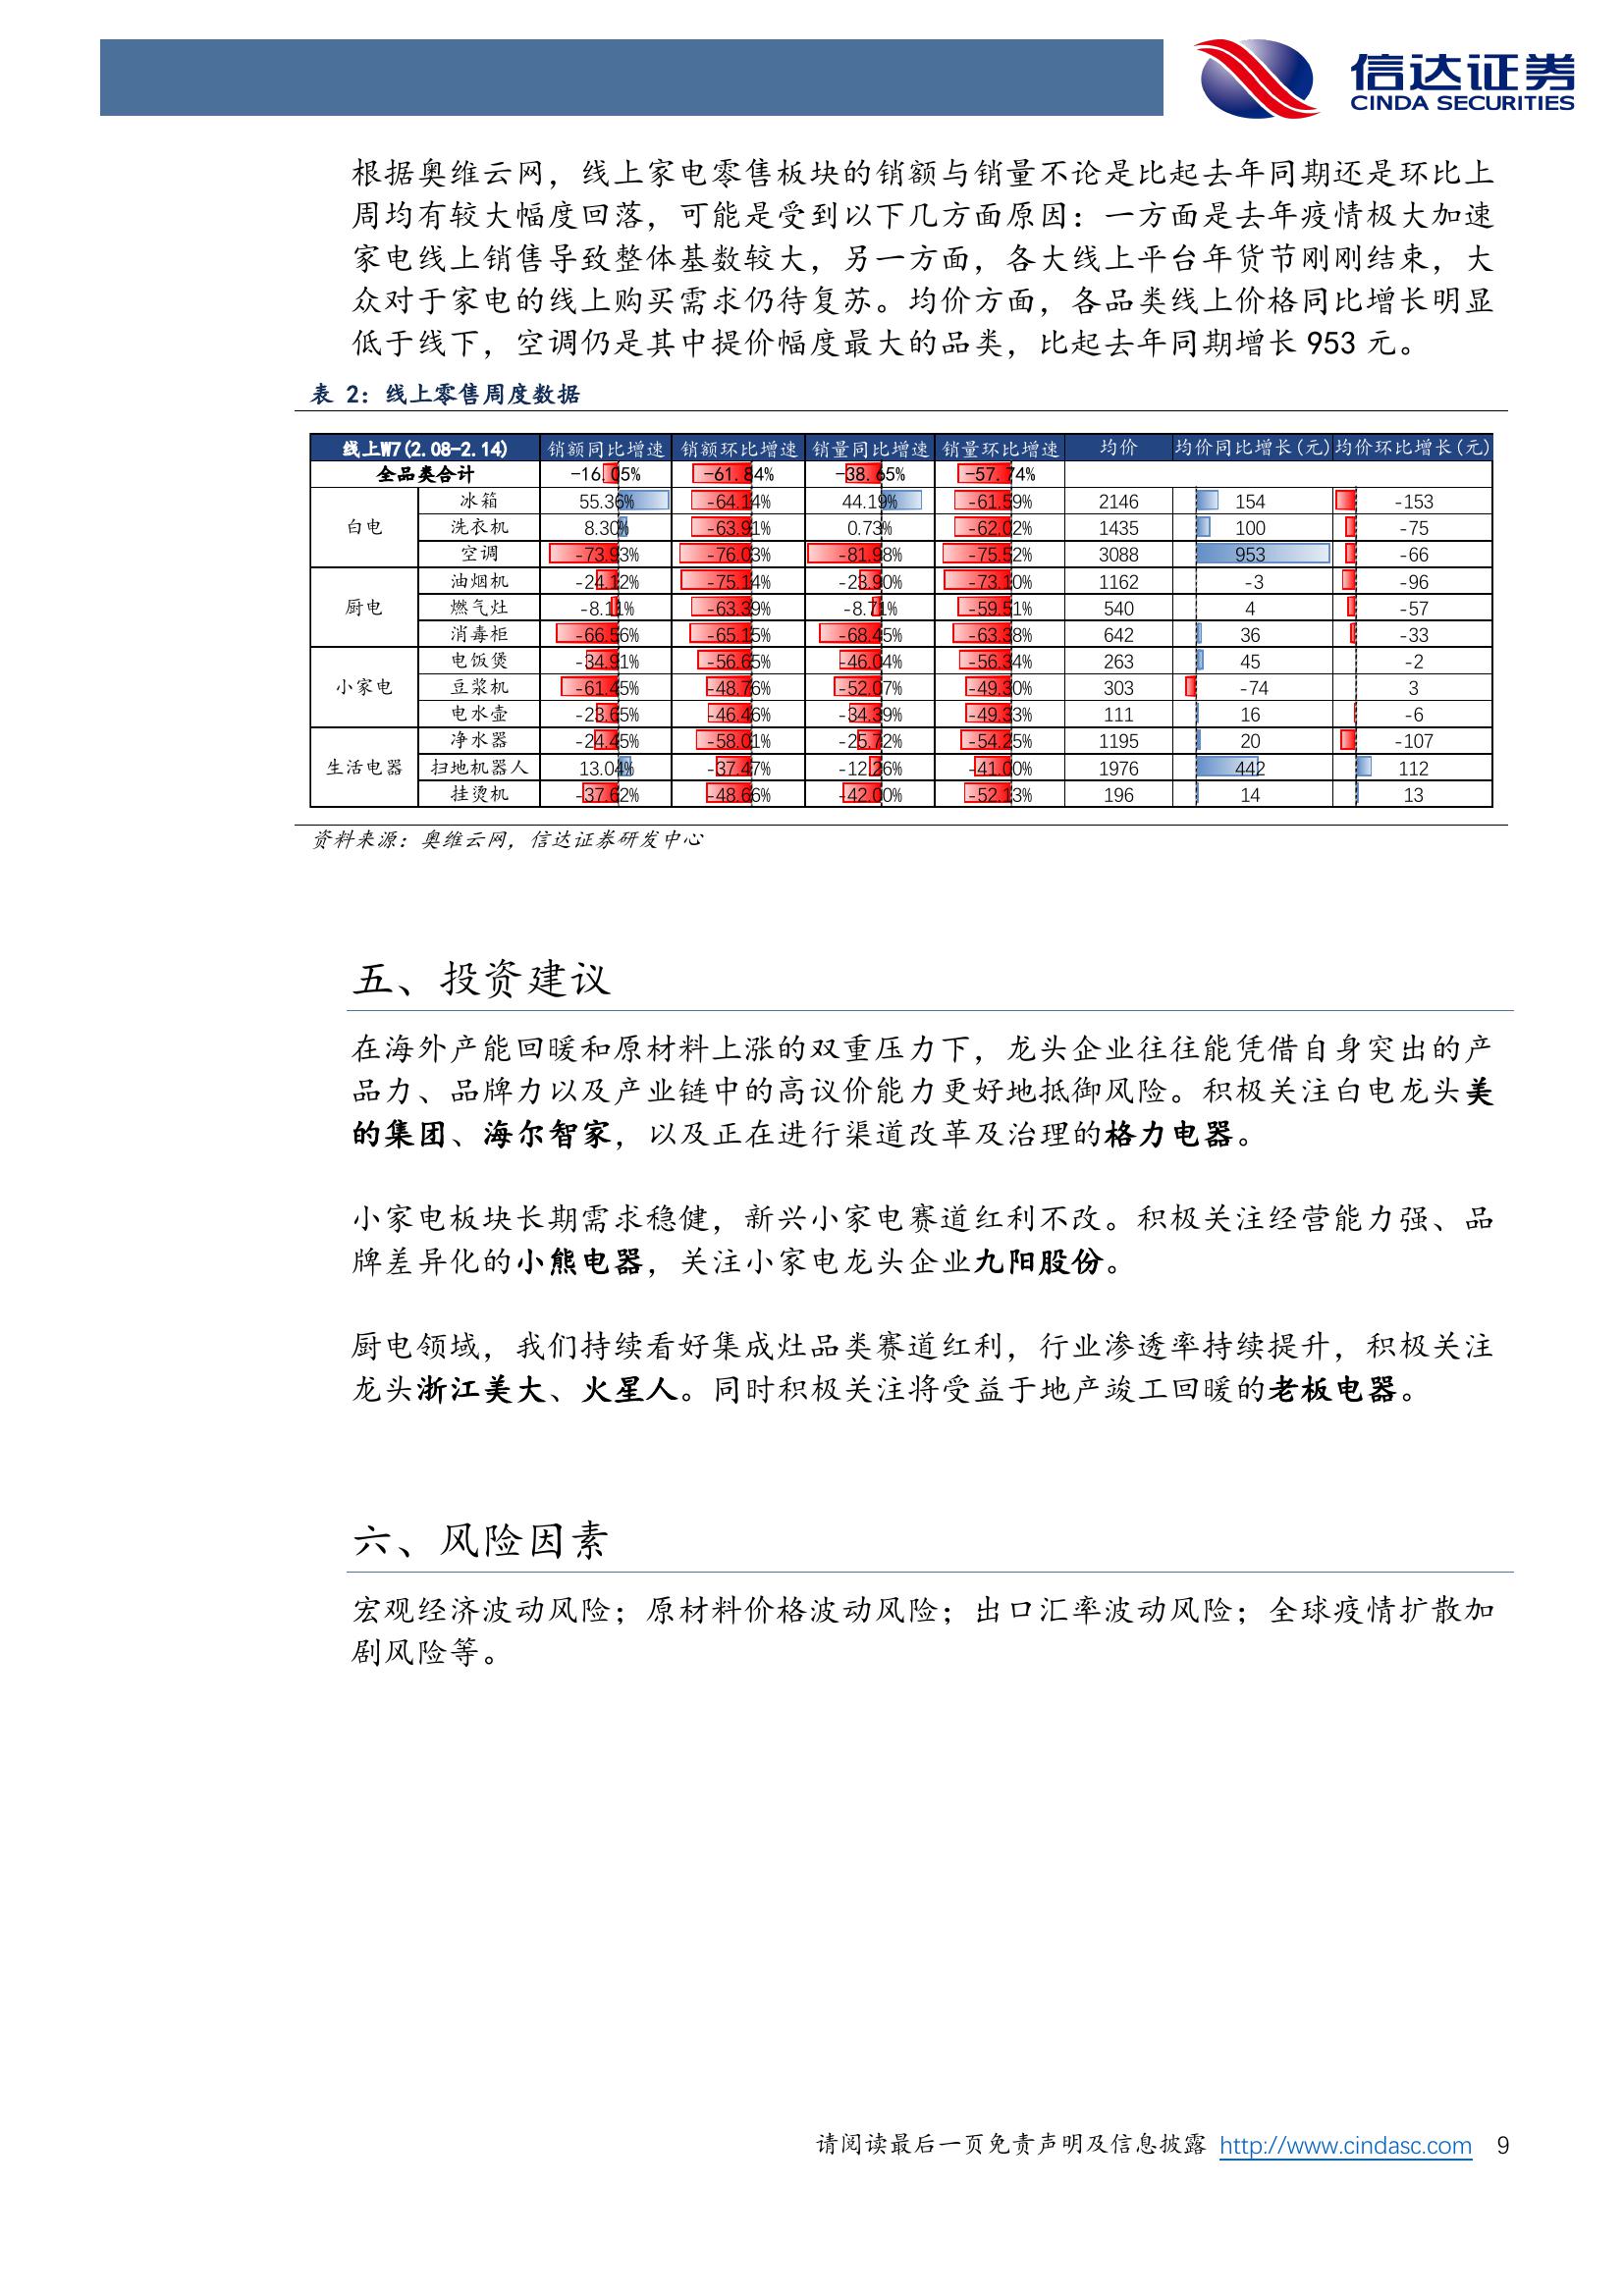 信达证券
CINDA SECURITIES
根据奥维云网，线上家电零售板块的销额与销量不论是比起去年同期还是环比上
周均有较大幅度回落，可能是受到以下几方面原因：一方面是去年疫情极大加速
家电线上销售导致整体基数较大，另一方面，各大线上平台年货节刚刚结束，大
众对于家电的线上购买需求仍待复苏。均价方面，各品类线上价格同比增长明显
低于线下，空调仍是其中提价幅度最大的品类，比起去年同期增长 953 元。
表 2：线上零售周度数据
线上W7(2.08-2.14) 销额同比增速 销额环比增速 销量同比增速 销量环比增速 均价 均价同比增长(元) 均价环比增长(元)
全品类合计 -16.05% -61.84% -38.65% -57.74%
冰箱 55.36% -64.14% 44.19% -61.59% 2146 154 -153
白电 洗衣机 8.30% -63.91% 0.73% -62.02% 1435 100 -75
空调 -73.93% -76.03% -81.98% -75.52% 3088 953 -66
油烟机 -24.12% -75.14% -23.90% -73.10% 1162 -3 -96
厨电 燃气灶 -8.11% -63.39% -8.71% -59.51% 540 4 -57
消毒柜 -66.56% -65.15% -68.45% -63.38% 642 36 -33
电饭煲 -34.91% -56.65% -46.04% -56.34% 263 45 -2
小家电 豆浆机 -61.45% -48.76% -52.07% -49.30% 303 -74 3
电水壶 -23.65% -46.46% -34.39% -49.33% 111 16 -6
净水器 -24.45% -58.01% -25.72% -54.25% 1195 20 -107
生活电器 扫地机器人 13.04% -37.47% -12.26% -41.00% 1976 442 112
挂烫机 -37.62% -48.66% -42.00% -52.13% 196 14 13
资料来源：奥维云网，信达证券研发中心
五、投资建议
在海外产能回暖和原材料上涨的双重压力下，龙头企业往往能凭借自身突出的产
品力、品牌力以及产业链中的高议价能力更好地抵御风险。积极关注白电龙头美
的集团、海尔智家，以及正在进行渠道改革及治理的格力电器。
小家电板块长期需求稳健，新兴小家电赛道红利不改。积极关注经营能力强、品
牌差异化的小熊电器，关注小家电龙头企业九阳股份。
厨电领域，我们持续看好集成灶品类赛道红利，行业渗透率持续提升，积极关注
龙头浙江美大、火星人。同时积极关注将受益于地产竣工回暖的老板电器。
六、风险因素
宏观经济波动风险；原材料价格波动风险；出口汇率波动风险；全球疫情扩散加
剧风险等。
请阅读最后一页免责声明及信息披露 http://www.cindasc.com 9